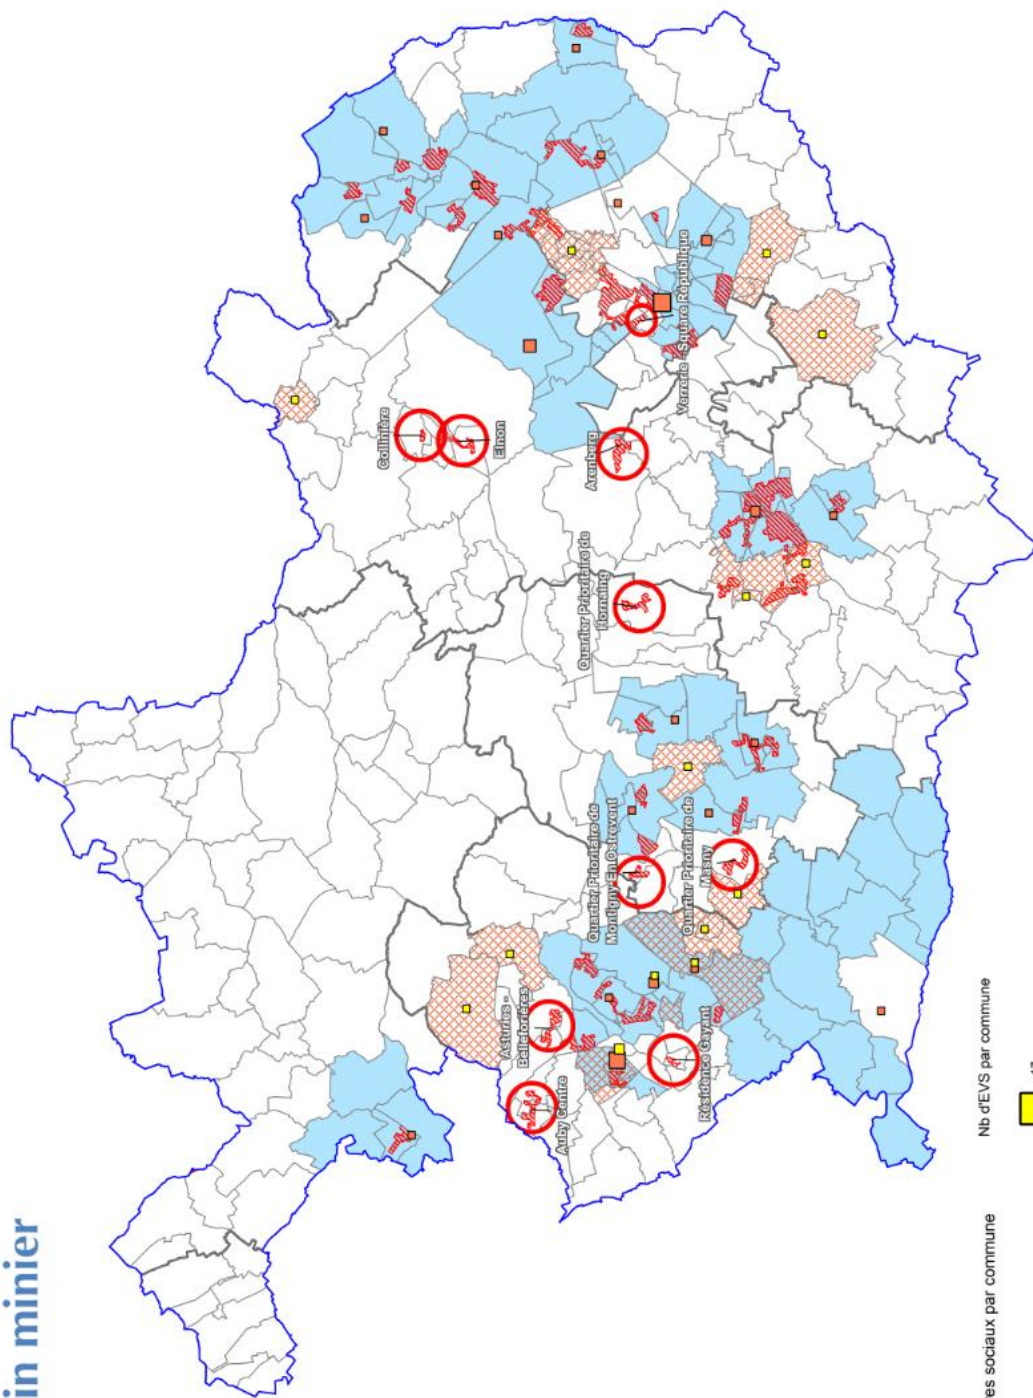 in minier
Collinière
Elnon
Arenberg
Verrerie - Square République
Quartier Prioritaire de
Hornaing
Quartier Prioritaire de
Montigny En Ostrevent
Quartier Prioritaire de
Masny
Asturies -
Belleforières
Auby Centre
Résidence Gayant
es sociaux par commune
Nb d'EVS par commune